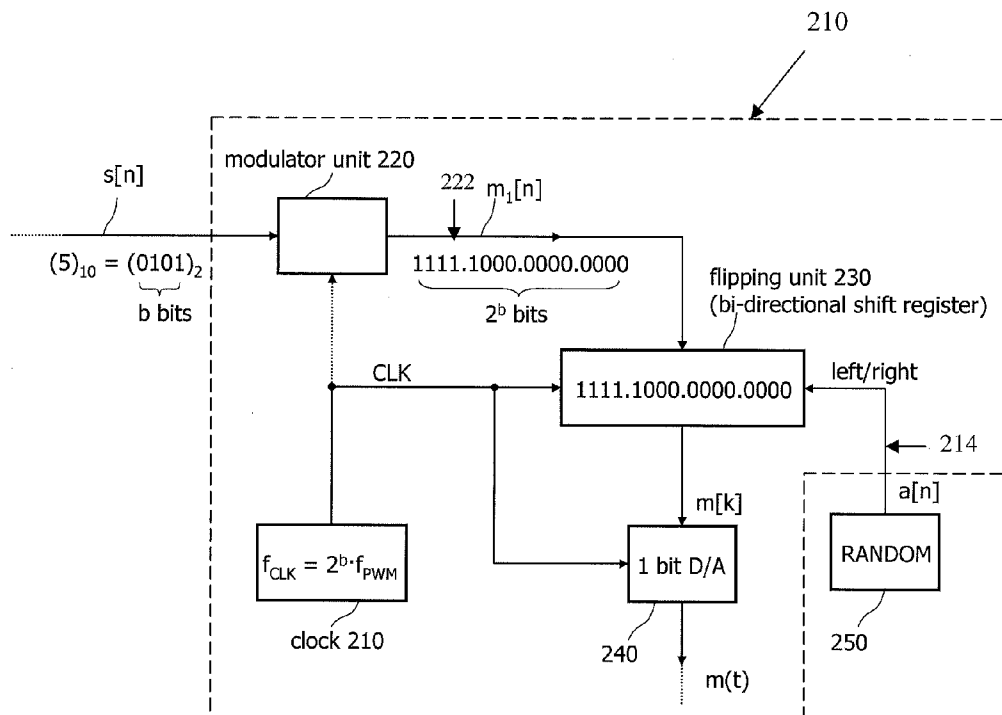 210
modulator unit 220
s[n]
222
m₁[n]
(5)₁₀ = (0101)₂
b bits
1111.1000.0000.0000
2ᵇ bits
flipping unit 230
(bi-directional shift register)
CLK
1111.1000.0000.0000
left/right
214
a[n]
m[k]
f_CLK = 2ᵇ·f_PWM
1 bit D/A
RANDOM
clock 210
240
250
m(t)